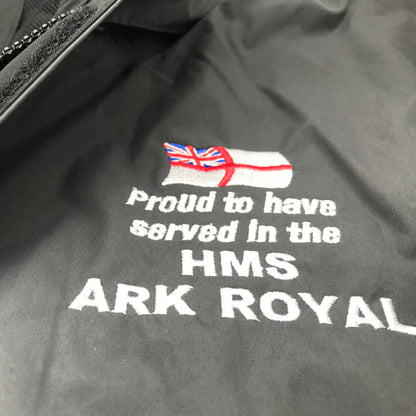 Proud to have
served in the
HMS
ARK ROYAL